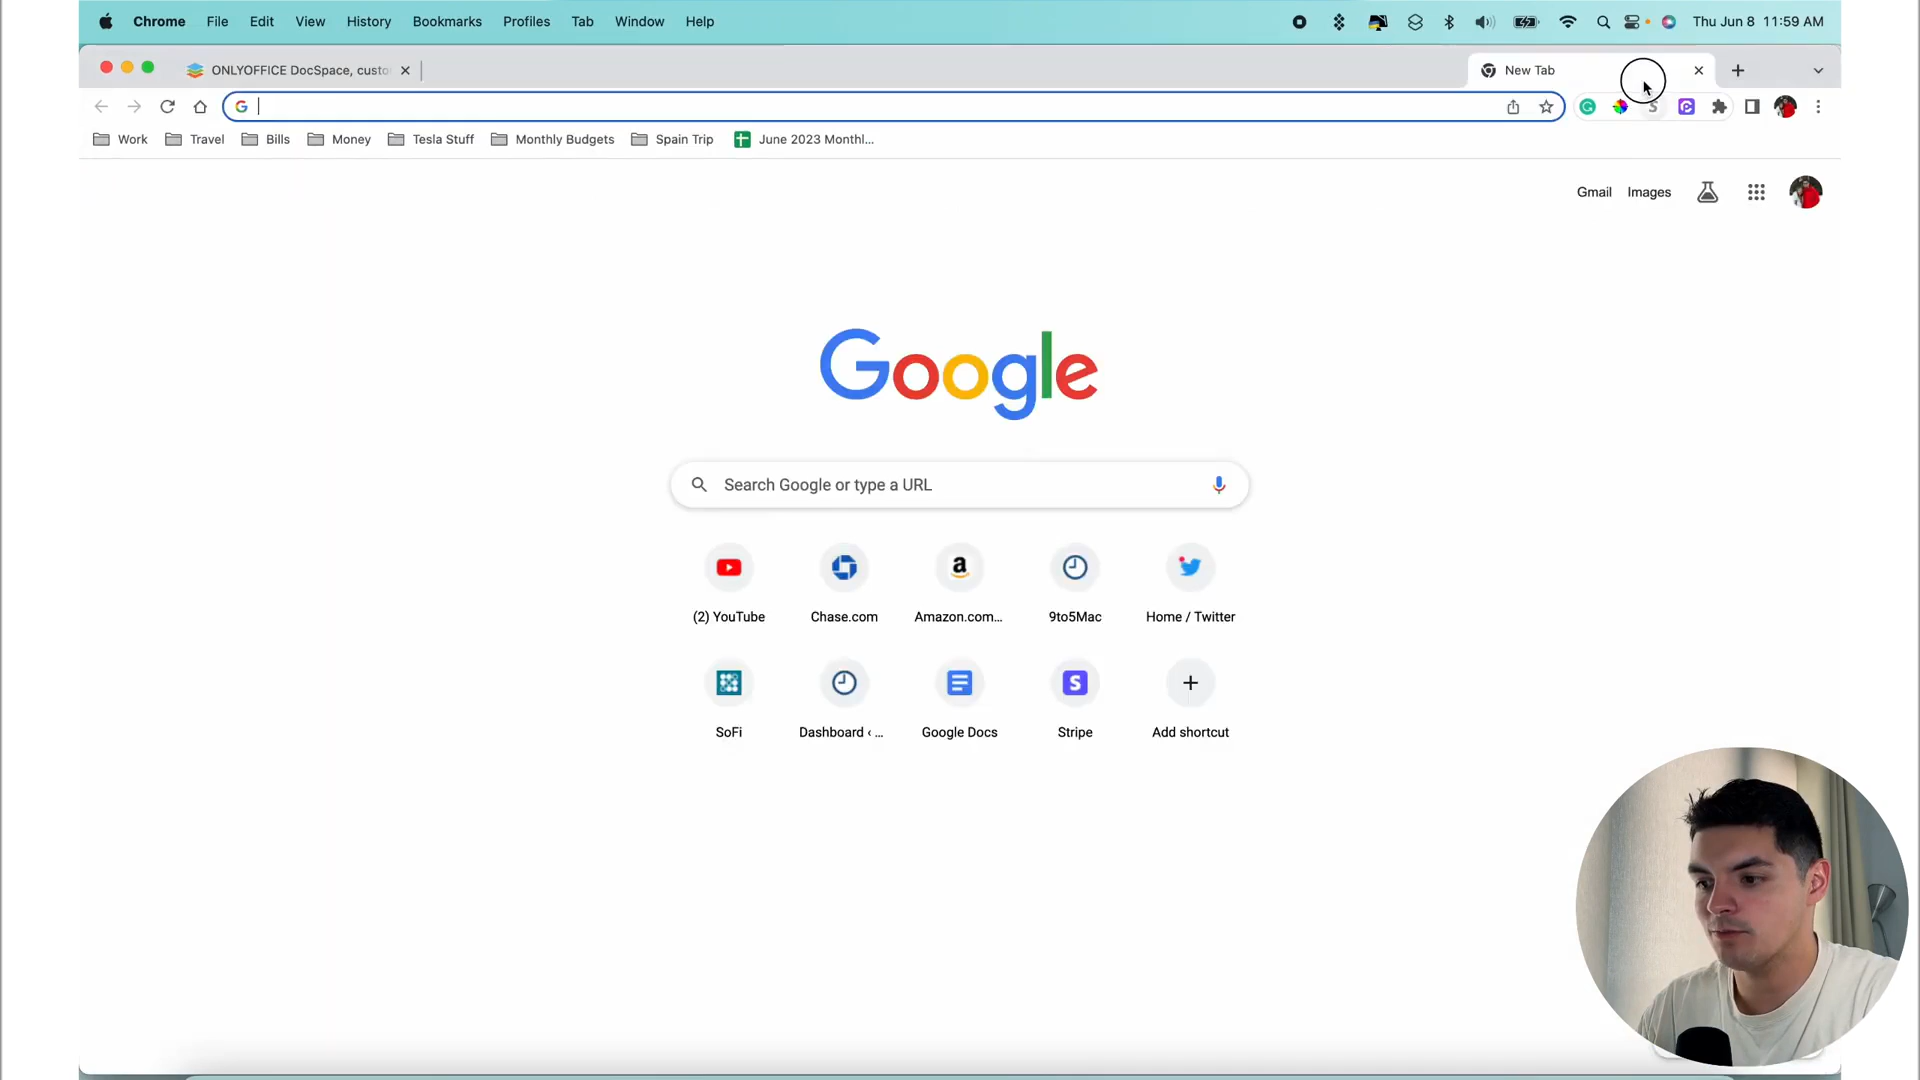 Chrome File Edit View History Bookmarks Profiles Tab Window Help Thu Jun 8 11:59 AM
ONLYOFFICE DocSpace, custo New Tab
Work Travel Bills Money Tesla Stuff Monthly Budgets Spain Trip June 2023 Monthl...
Gmail Images
Google
Search Google or type a URL
(2) YouTube Chase.com Amazon.com... 9to5Mac Home / Twitter
SoFi Dashboard ‹ ... Google Docs Stripe Add shortcut